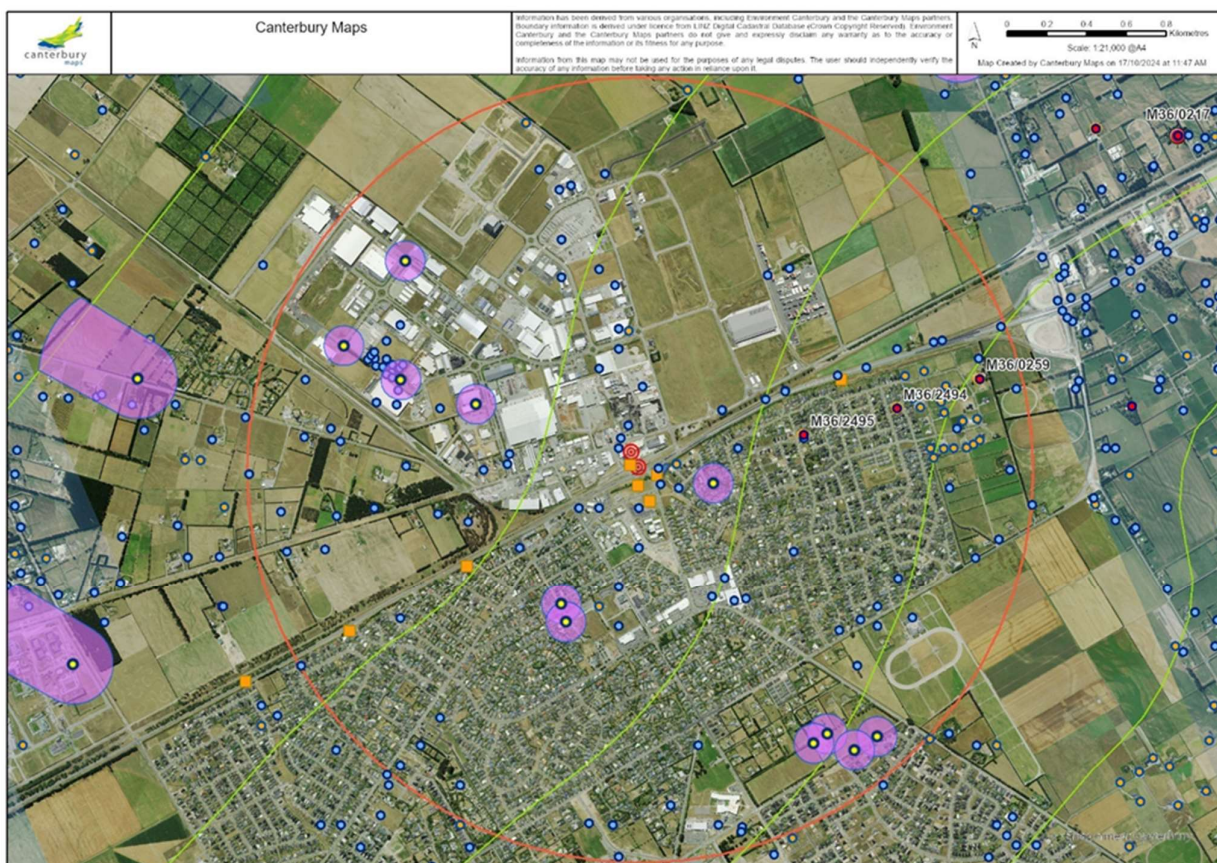 canterbury
maps
Canterbury Maps
Information has been derived from various organisations, including Environment Canterbury and the Canterbury Maps partners.
Boundary information is derived under licence from LINZ Digital Cadastral Database (Crown Copyright Reserved). Environment
Canterbury and the Canterbury Maps partners do not give and expressly disclaim any warranty as to the accuracy or
completeness of the information or its fitness for any purpose.
Information from this map may not be used for the purposes of any legal disputes. The user should independently verify the
accuracy of any information before taking any action in reliance upon it.
N
0 0.2 0.4 0.6 0.8
Kilometres
Scale: 1:21,000 @A4
Map Created by Canterbury Maps on 17/10/2024 at 11:47 AM
M36/0217
M36/0259
M36/2494
M36/2495